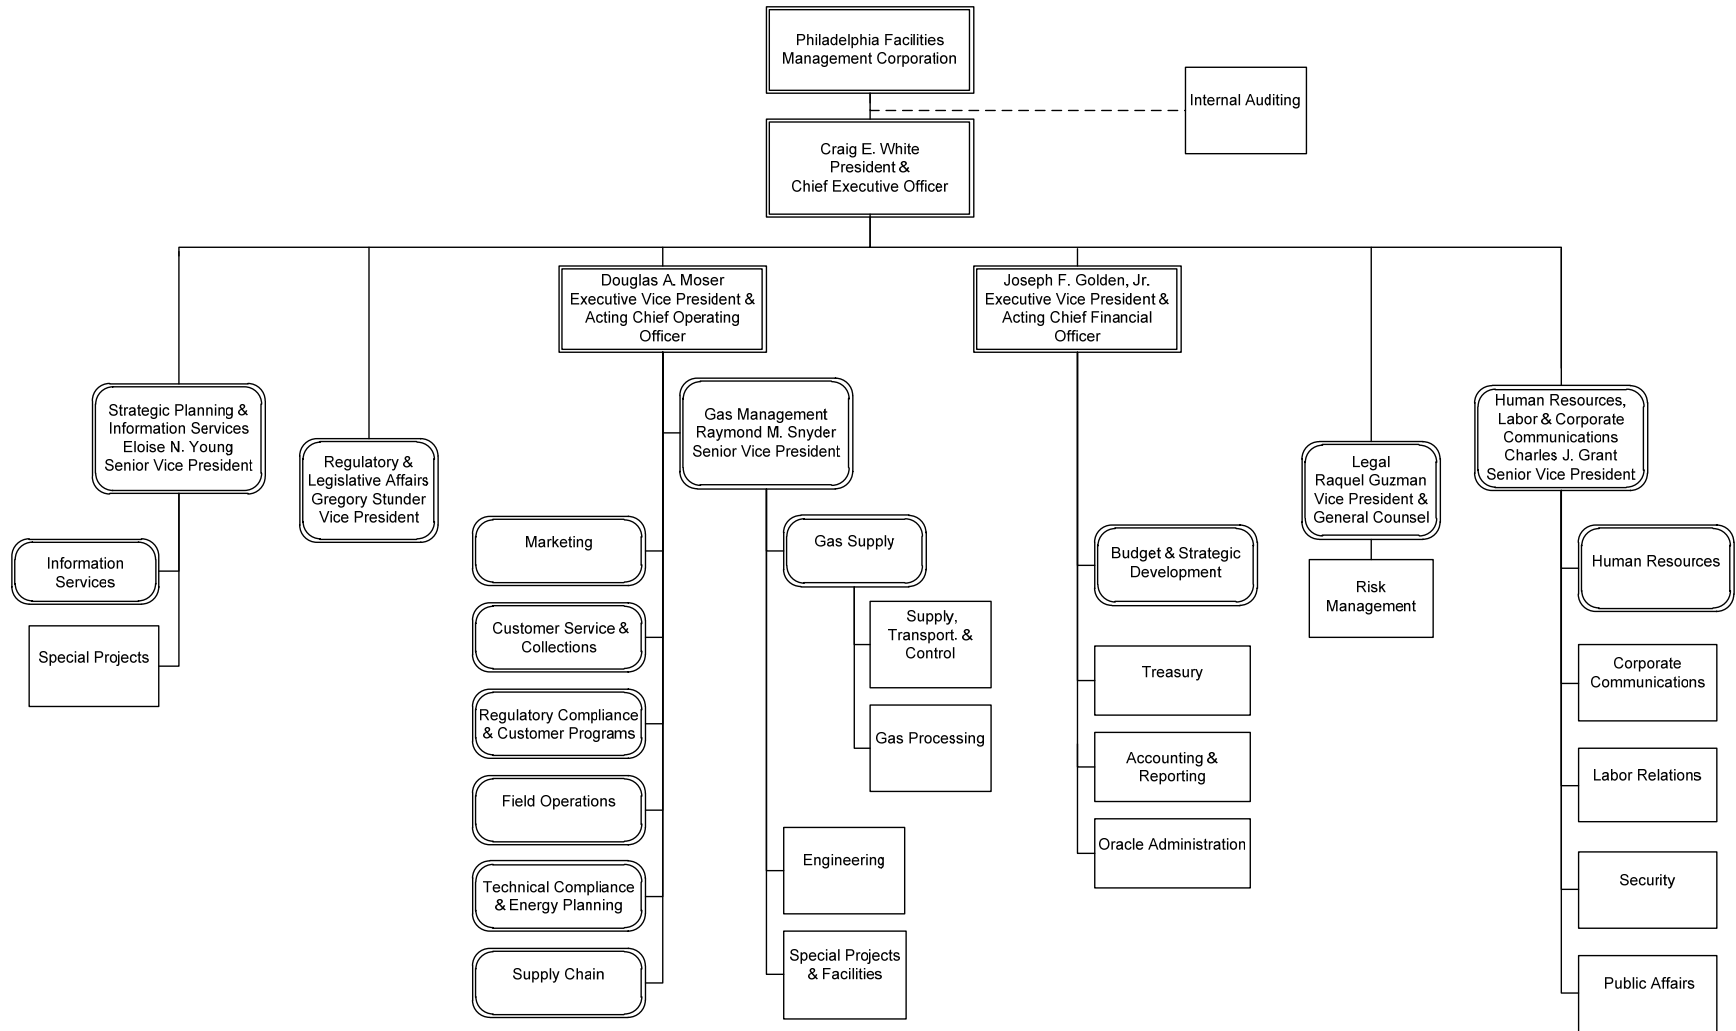 Philadelphia Facilities
Management Corporation
Internal Auditing
Craig E. White
President &
Chief Executive Officer
Douglas A. Moser
Executive Vice President &
Acting Chief Operating
Officer
Joseph F. Golden, Jr.
Executive Vice President &
Acting Chief Financial
Officer
Strategic Planning &
Information Services
Eloise N. Young
Senior Vice President
Information
Services
Special Projects
Regulatory &
Legislative Affairs
Gregory Stunder
Vice President
Gas Management
Raymond M. Snyder
Senior Vice President
Marketing
Customer Service &
Collections
Regulatory Compliance
& Customer Programs
Field Operations
Technical Compliance
& Energy Planning
Supply Chain
Gas Supply
Supply,
Transport. &
Control
Gas Processing
Engineering
Special Projects
& Facilities
Budget & Strategic
Development
Treasury
Accounting &
Reporting
Oracle Administration
Legal
Raquel Guzman
Vice President &
General Counsel
Risk
Management
Human Resources,
Labor & Corporate
Communications
Charles J. Grant
Senior Vice President
Human Resources
Corporate
Communications
Labor Relations
Security
Public Affairs